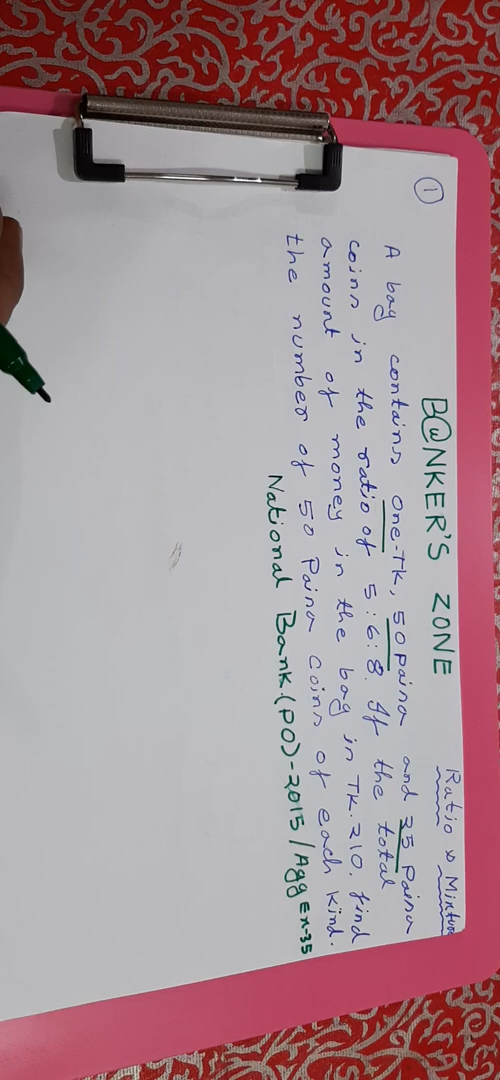 Ratio & Mixture
B@NKER'S ZONE
1
A bag contains one-TK, 50 paisa and 25 Paisa
coins in the ratio of 5:6:8. If the total
amount of money in the bag in TK. 210, find
the number of 50 Paisa coins of each kind.
National Bank.(PO)-2015/Agg Ex-35